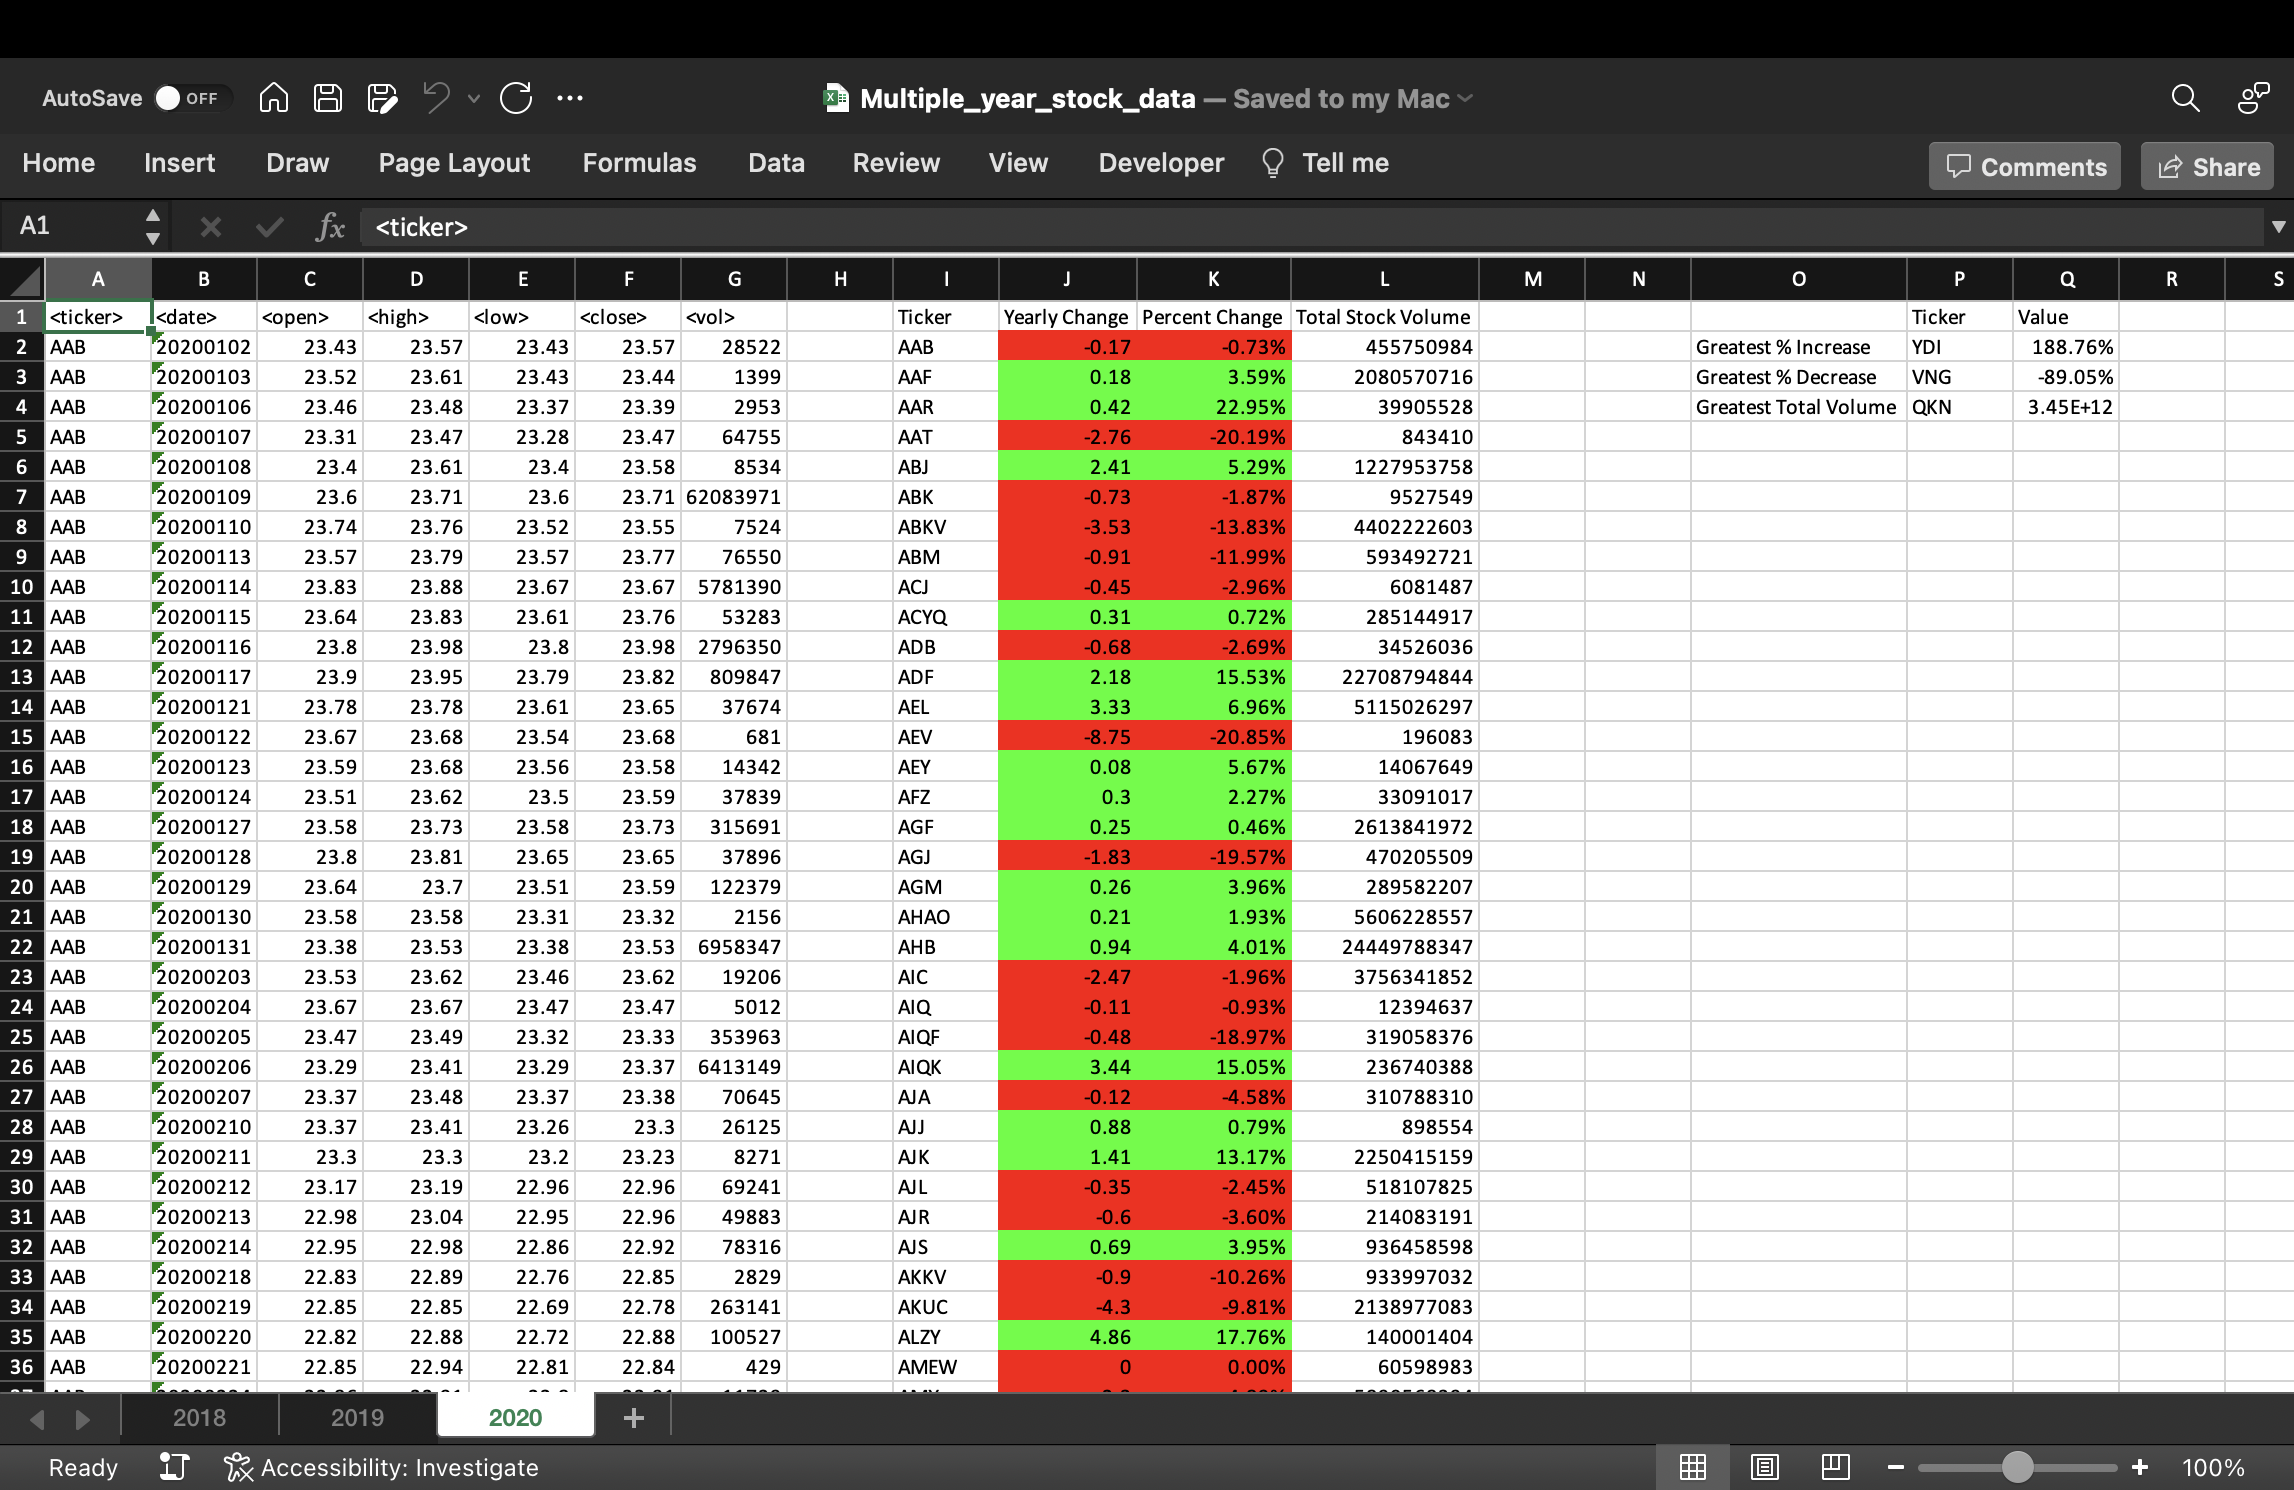 AutoSave OFF Multiple_year_stock_data — Saved to my Mac
Home Insert Draw Page Layout Formulas Data Review View Developer Tell me Comments Share
A1 fx <ticker>
A B C D E F G H I J K L M N O P Q R S
1 <ticker> <date> <open> <high> <low> <close> <vol> Ticker Yearly Change Percent Change Total Stock Volume Ticker Value
2 AAB 20200102 23.43 23.57 23.43 23.57 28522 AAB -0.17 -0.73% 455750984 Greatest % Increase YDI 188.76%
3 AAB 20200103 23.52 23.61 23.43 23.44 1399 AAF 0.18 3.59% 2080570716 Greatest % Decrease VNG -89.05%
4 AAB 20200106 23.46 23.48 23.37 23.39 2953 AAR 0.42 22.95% 39905528 Greatest Total Volume QKN 3.45E+12
5 AAB 20200107 23.31 23.47 23.28 23.47 64755 AAT -2.76 -20.19% 843410
6 AAB 20200108 23.4 23.61 23.4 23.58 8534 ABJ 2.41 5.29% 1227953758
7 AAB 20200109 23.6 23.71 23.6 23.71 62083971 ABK -0.73 -1.87% 9527549
8 AAB 20200110 23.74 23.76 23.52 23.55 7524 ABKV -3.53 -13.83% 4402222603
9 AAB 20200113 23.57 23.79 23.57 23.77 76550 ABM -0.91 -11.99% 593492721
10 AAB 20200114 23.83 23.88 23.67 23.67 5781390 ACJ -0.45 -2.96% 6081487
11 AAB 20200115 23.64 23.83 23.61 23.76 53283 ACYQ 0.31 0.72% 285144917
12 AAB 20200116 23.8 23.98 23.8 23.98 2796350 ADB -0.68 -2.69% 34526036
13 AAB 20200117 23.9 23.95 23.79 23.82 809847 ADF 2.18 15.53% 22708794844
14 AAB 20200121 23.78 23.78 23.61 23.65 37674 AEL 3.33 6.96% 5115026297
15 AAB 20200122 23.67 23.68 23.54 23.68 681 AEV -8.75 -20.85% 196083
16 AAB 20200123 23.59 23.68 23.56 23.58 14342 AEY 0.08 5.67% 14067649
17 AAB 20200124 23.51 23.62 23.5 23.59 37839 AFZ 0.3 2.27% 33091017
18 AAB 20200127 23.58 23.73 23.58 23.73 315691 AGF 0.25 0.46% 2613841972
19 AAB 20200128 23.8 23.81 23.65 23.65 37896 AGJ -1.83 -19.57% 470205509
20 AAB 20200129 23.64 23.7 23.51 23.59 122379 AGM 0.26 3.96% 289582207
21 AAB 20200130 23.58 23.58 23.31 23.32 2156 AHAO 0.21 1.93% 5606228557
22 AAB 20200131 23.38 23.53 23.38 23.53 6958347 AHB 0.94 4.01% 24449788347
23 AAB 20200203 23.53 23.62 23.46 23.62 19206 AIC -2.47 -1.96% 3756341852
24 AAB 20200204 23.67 23.67 23.47 23.47 5012 AIQ -0.11 -0.93% 12394637
25 AAB 20200205 23.47 23.49 23.32 23.33 353963 AIQF -0.48 -18.97% 319058376
26 AAB 20200206 23.29 23.41 23.29 23.37 6413149 AIQK 3.44 15.05% 236740388
27 AAB 20200207 23.37 23.48 23.37 23.38 70645 AJA -0.12 -4.58% 310788310
28 AAB 20200210 23.37 23.41 23.26 23.3 26125 AJJ 0.88 0.79% 898554
29 AAB 20200211 23.3 23.3 23.2 23.23 8271 AJK 1.41 13.17% 2250415159
30 AAB 20200212 23.17 23.19 22.96 22.96 69241 AJL -0.35 -2.45% 518107825
31 AAB 20200213 22.98 23.04 22.95 22.96 49883 AJR -0.6 -3.60% 214083191
32 AAB 20200214 22.95 22.98 22.86 22.92 78316 AJS 0.69 3.95% 936458598
33 AAB 20200218 22.83 22.89 22.76 22.85 2829 AKKV -0.9 -10.26% 933997032
34 AAB 20200219 22.85 22.85 22.69 22.78 263141 AKUC -4.3 -9.81% 2138977083
35 AAB 20200220 22.82 22.88 22.72 22.88 100527 ALZY 4.86 17.76% 140001404
36 AAB 20200221 22.85 22.94 22.81 22.84 429 AMEW 0 0.00% 60598983
2018 2019 2020 +
Ready Accessibility: Investigate 100%